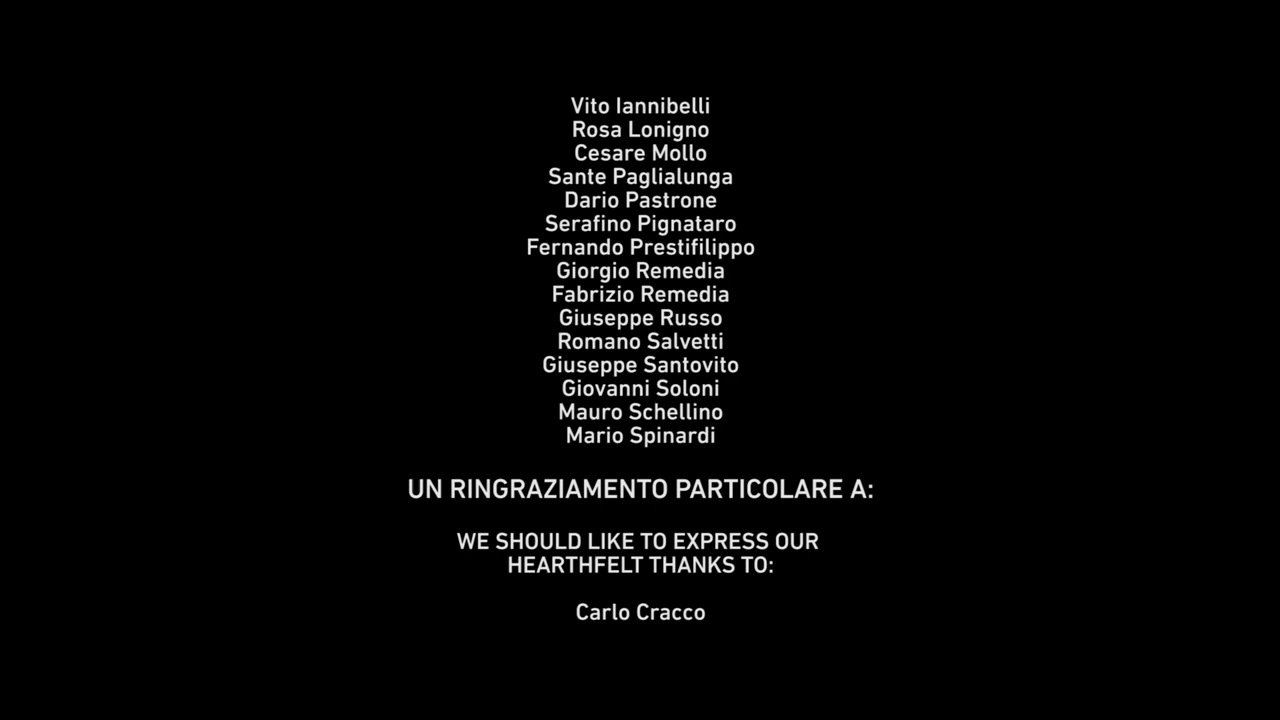 Vito Iannibelli
Rosa Lonigno
Cesare Mollo
Sante Paglialunga
Dario Pastrone
Serafino Pignataro
Fernando Prestifilippo
Giorgio Remedia
Fabrizio Remedia
Giuseppe Russo
Romano Salvetti
Giuseppe Santovito
Giovanni Soloni
Mauro Schellino
Mario Spinardi
UN RINGRAZIAMENTO PARTICOLARE A:
WE SHOULD LIKE TO EXPRESS OUR
HEARTHFELT THANKS TO:
Carlo Cracco